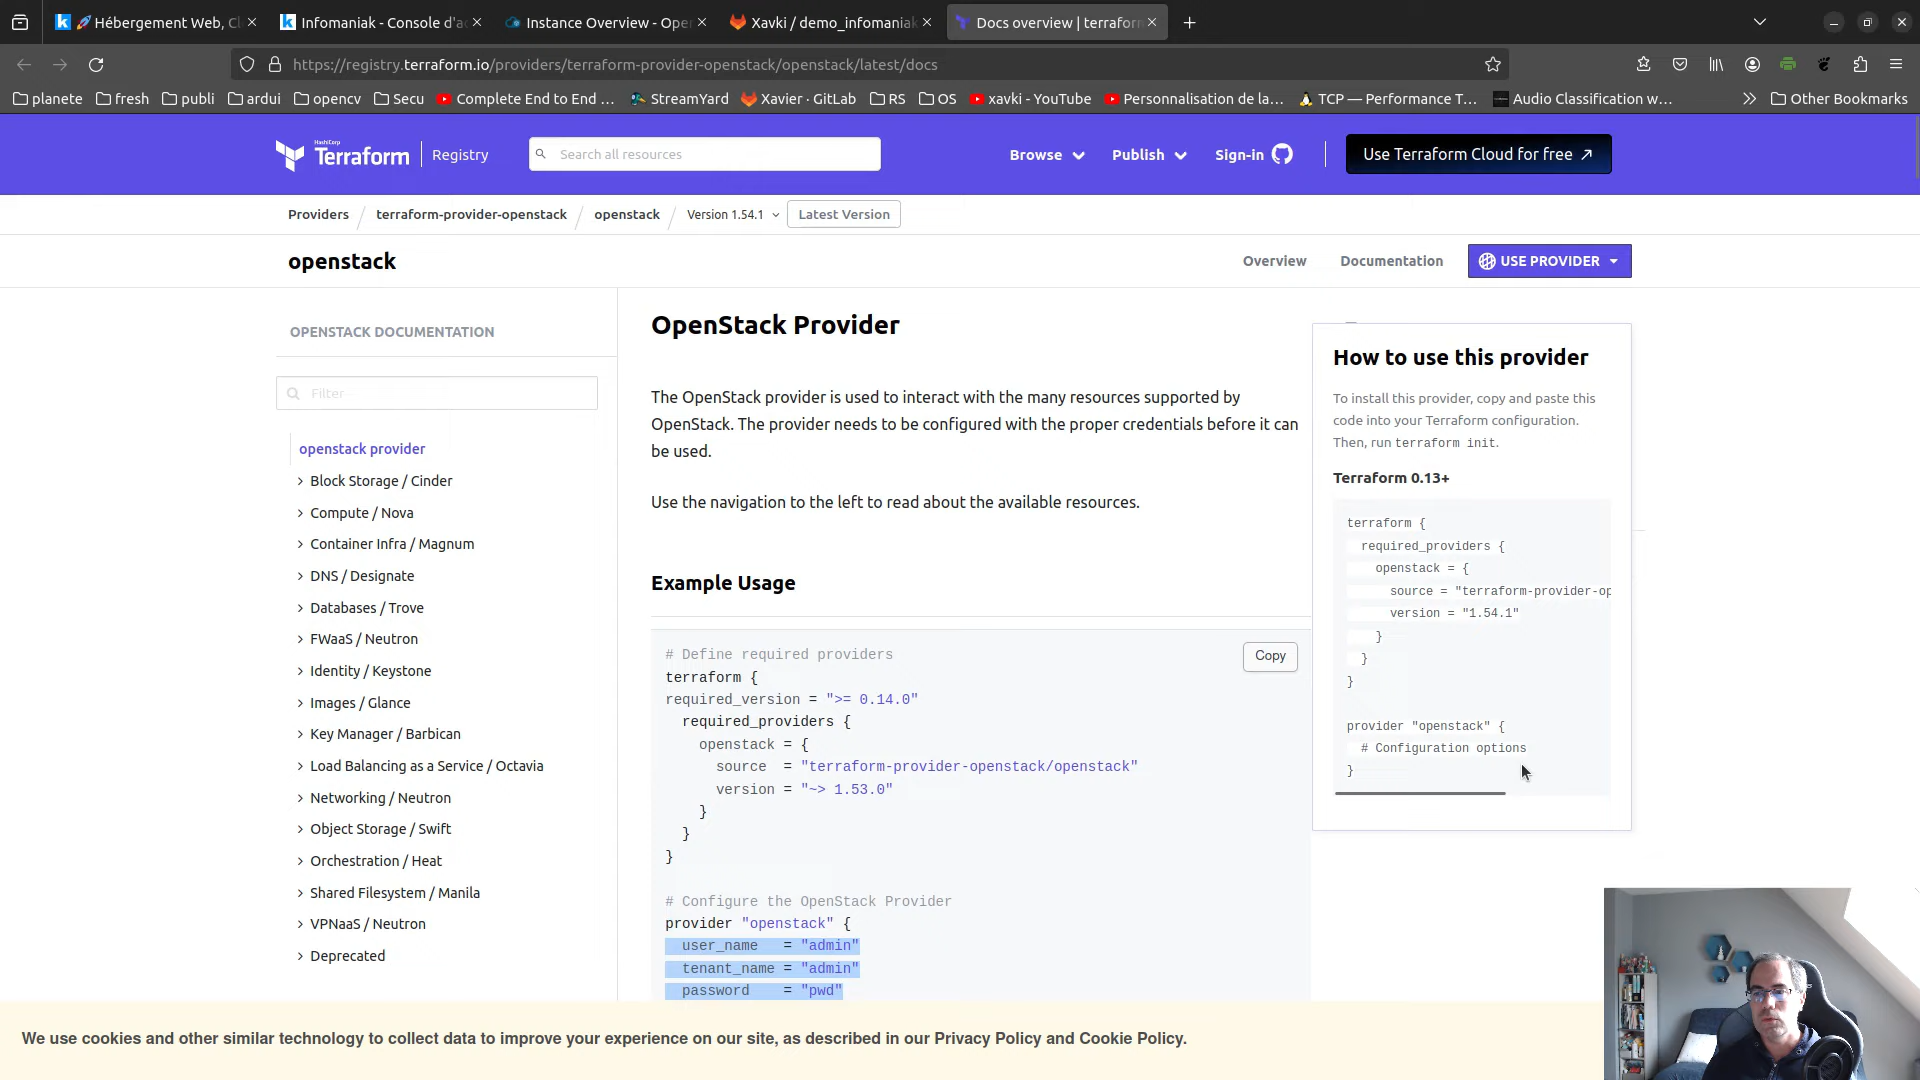 🚀 Hébergement Web, Cl
Infomaniak - Console d'a
Instance Overview - Ope
Xavki / demo_infomaniak
Docs overview | terrafor
https://registry.terraform.io/providers/terraform-provider-openstack/openstack/latest/docs
planete
fresh
publi
ardui
opencv
Secu
Complete End to End ...
StreamYard
Xavier · GitLab
RS
OS
xavki - YouTube
Personnalisation de la...
TCP — Performance T...
Audio Classification w...
Other Bookmarks
HashiCorp
Terraform
Registry
Search all resources
Browse
Publish
Sign-in
Use Terraform Cloud for free ↗
Providers / terraform-provider-openstack / openstack / Version 1.54.1
Latest Version
openstack
Overview
Documentation
USE PROVIDER
OPENSTACK DOCUMENTATION
Filter
openstack provider
Block Storage / Cinder
Compute / Nova
Container Infra / Magnum
DNS / Designate
Databases / Trove
FWaaS / Neutron
Identity / Keystone
Images / Glance
Key Manager / Barbican
Load Balancing as a Service / Octavia
Networking / Neutron
Object Storage / Swift
Orchestration / Heat
Shared Filesystem / Manila
VPNaaS / Neutron
Deprecated
OpenStack Provider
The OpenStack provider is used to interact with the many resources supported by
OpenStack. The provider needs to be configured with the proper credentials before it can
be used.
Use the navigation to the left to read about the available resources.
Example Usage
Copy
# Define required providers
terraform {
required_version = ">= 0.14.0"
  required_providers {
    openstack = {
      source  = "terraform-provider-openstack/openstack"
      version = "~> 1.53.0"
    }
  }
}
# Configure the OpenStack Provider
provider "openstack" {
  user_name   = "admin"
  tenant_name = "admin"
  password    = "pwd"
How to use this provider
To install this provider, copy and paste this
code into your Terraform configuration.
Then, run terraform init.
Terraform 0.13+
terraform {
  required_providers {
    openstack = {
      source = "terraform-provider-op
      version = "1.54.1"
    }
  }
}
provider "openstack" {
  # Configuration options
}
We use cookies and other similar technology to collect data to improve your experience on our site, as described in our Privacy Policy and Cookie Policy.